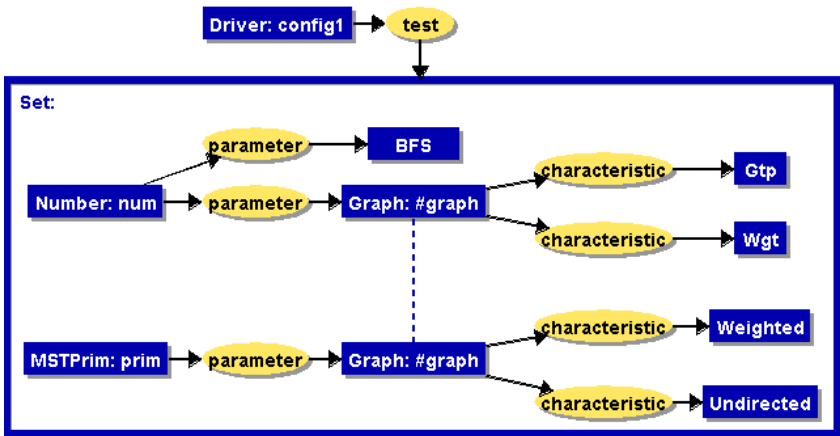 Driver: config1
test
Set:
parameter
BFS
characteristic
Gtp
Number: num
parameter
Graph: #graph
characteristic
Wgt
characteristic
Weighted
MSTPrim: prim
parameter
Graph: #graph
characteristic
Undirected